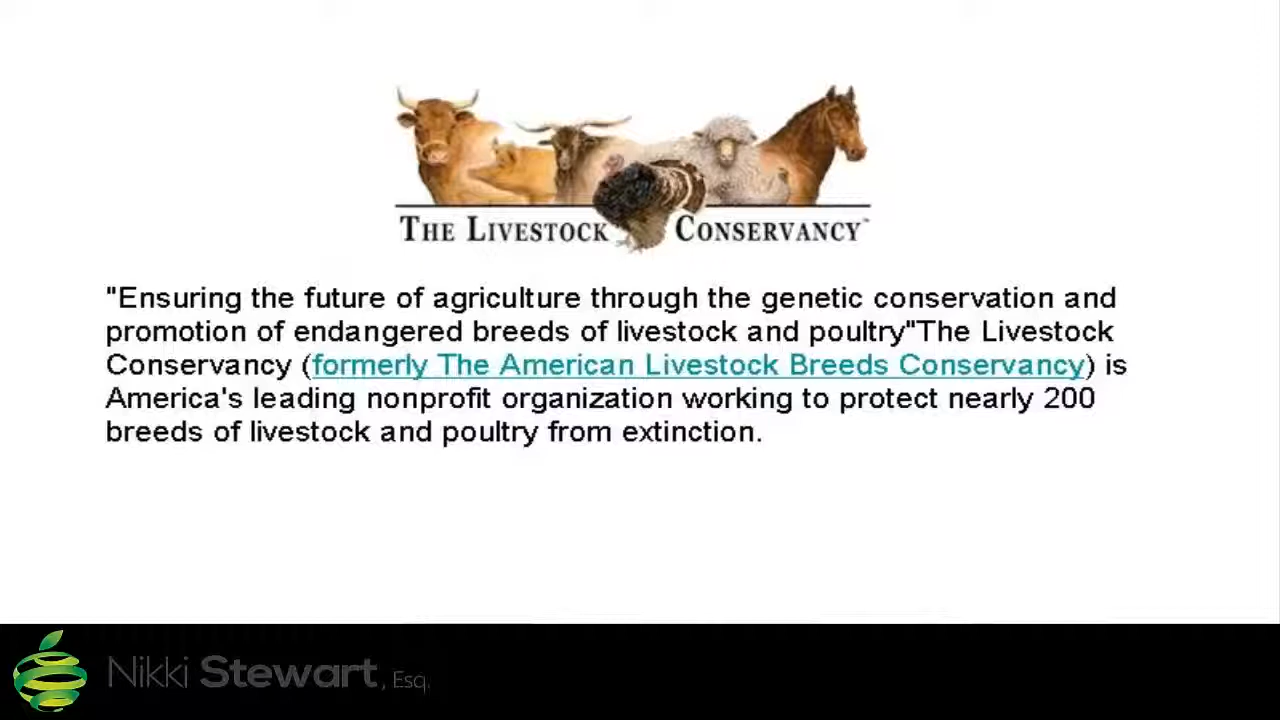 THE LIVESTOCK CONSERVANCY™
"Ensuring the future of agriculture through the genetic conservation and
promotion of endangered breeds of livestock and poultry"The Livestock
Conservancy (formerly The American Livestock Breeds Conservancy) is
America's leading nonprofit organization working to protect nearly 200
breeds of livestock and poultry from extinction.
Nikki Stewart, Esq.